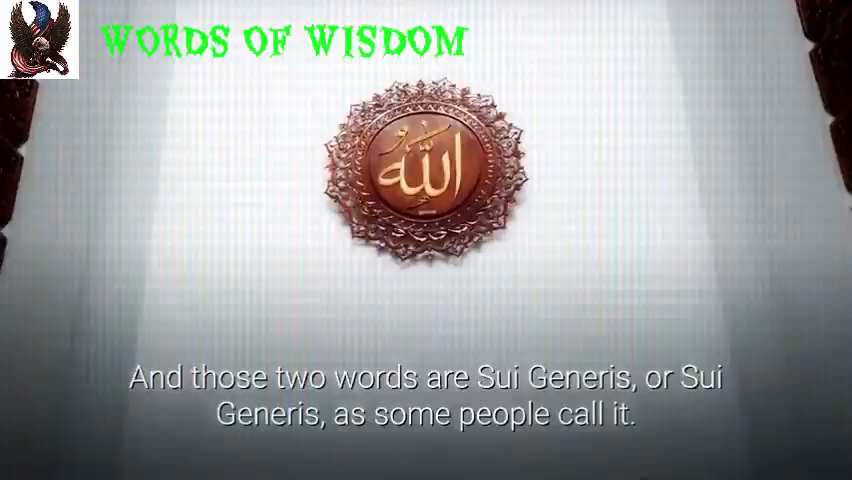 WORDS OF WISDOM
الله
And those two words are Sui Generis, or Sui
Generis, as some people call it.